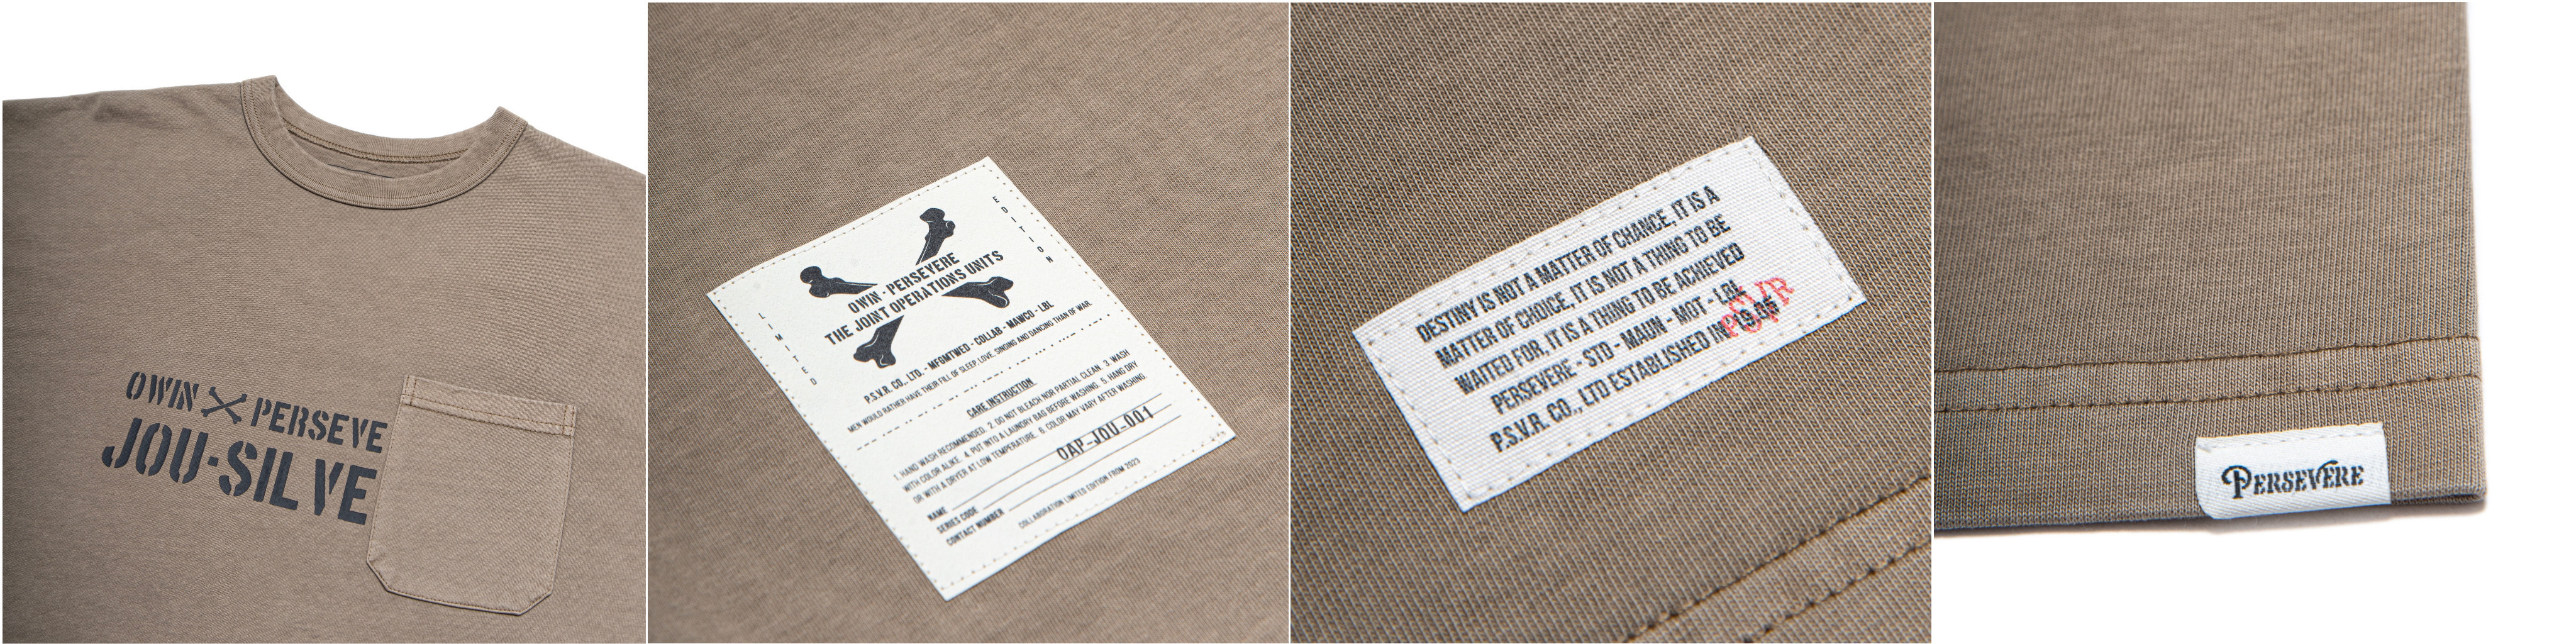 OWIN PERSEVE
JOU-SILVE
LIMITED
EDITION
OWIN - PERSEVERE
THE JOINT OPERATIONS UNITS
P.S.V.R. CO., LTD. - MFGMTWED - COLLAB - MAWCO - LBL
MEN WOULD RATHER HAVE THEIR FILL OF SLEEP, LOVE, SINGING AND DANCING THAN OF WAR.
CARE INSTRUCTION
1. HAND WASH RECOMMENDED. 2. DO NOT BLEACH NOR PARTIAL CLEAN. 3. WASH
WITH COLOR ALIKE. 4. PUT INTO A LAUNDRY BAG BEFORE WASHING. 5. HANG DRY
OR WITH A DRYER AT LOW TEMPERATURE. 6. COLOR MAY VARY AFTER WASHING.
NAME
SERIES CODE OAP-JOU-001
CONTACT NUMBER
COLLABORATION LIMITED EDITION FROM 2023
DESTINY IS NOT A MATTER OF CHANCE, IT IS A
MATTER OF CHOICE, IT IS NOT A THING TO BE
WAITED FOR, IT IS A THING TO BE ACHIEVED
PERSEVERE - STD - MAUN - MOT - LBL
P.S.V.R. CO., LTD ESTABLISHED IN
PSVR
PERSEVERE